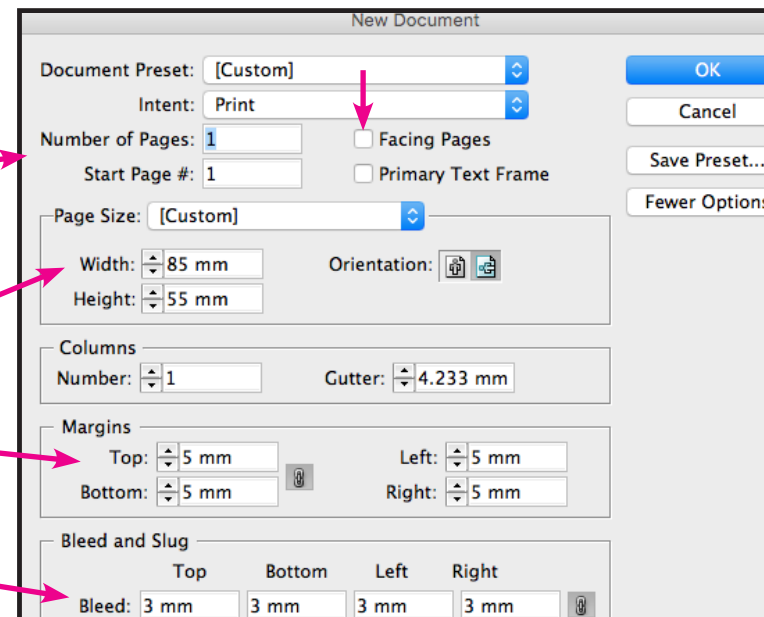 New Document
Document Preset: [Custom]
OK
Intent: Print
Cancel
Number of Pages: 1
Facing Pages
Save Preset...
Start Page #: 1
Primary Text Frame
Fewer Options
Page Size: [Custom]
Width: 85 mm
Orientation:
Height: 55 mm
Columns
Number: 1
Gutter: 4.233 mm
Margins
Top: 5 mm
Left: 5 mm
Bottom: 5 mm
Right: 5 mm
Bleed and Slug
Top Bottom Left Right
Bleed: 3 mm 3 mm 3 mm 3 mm